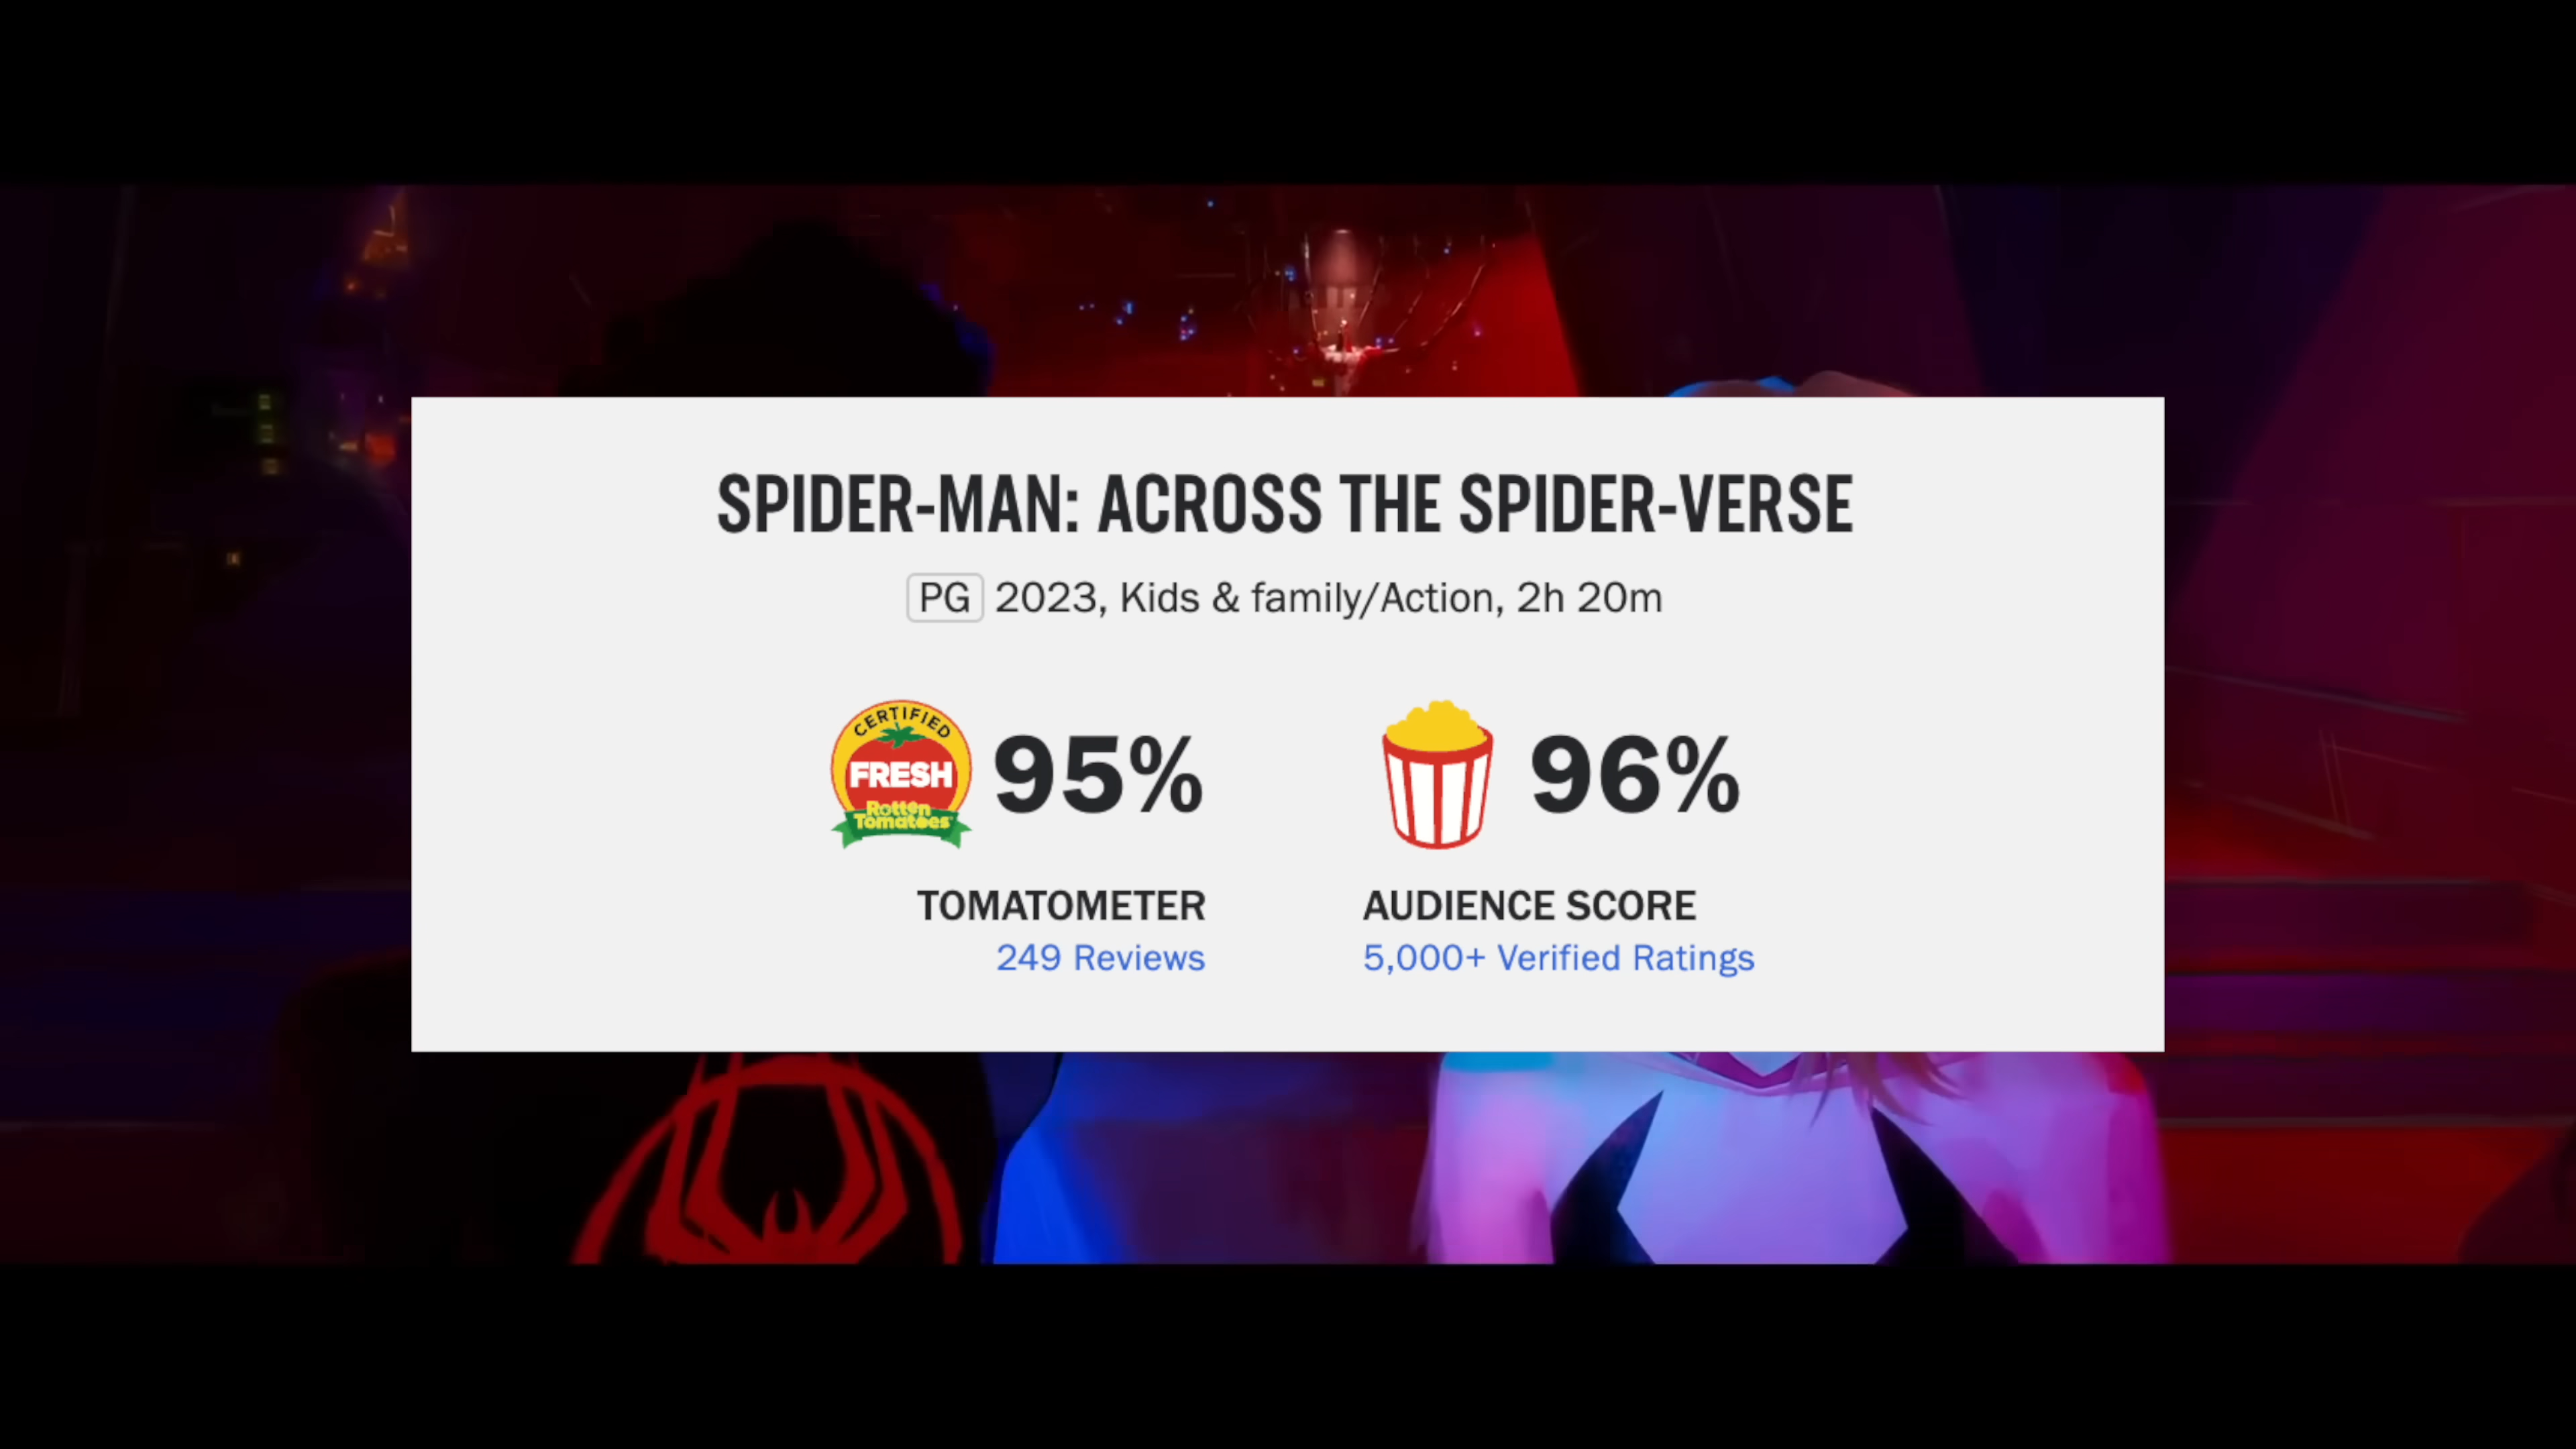 SPIDER-MAN: ACROSS THE SPIDER-VERSE
PG 2023, Kids & family/Action, 2h 20m
CERTIFIED
FRESH
Rotten
Tomatoes
95%
96%
TOMATOMETER
AUDIENCE SCORE
249 Reviews
5,000+ Verified Ratings